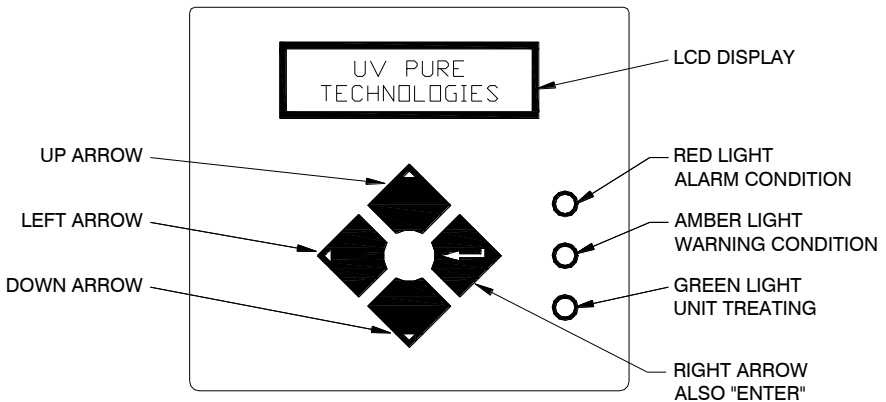 UV PURE
TECHNOLOGIES
LCD DISPLAY
UP ARROW
LEFT ARROW
DOWN ARROW
RED LIGHT
ALARM CONDITION
AMBER LIGHT
WARNING CONDITION
GREEN LIGHT
UNIT TREATING
RIGHT ARROW
ALSO "ENTER"